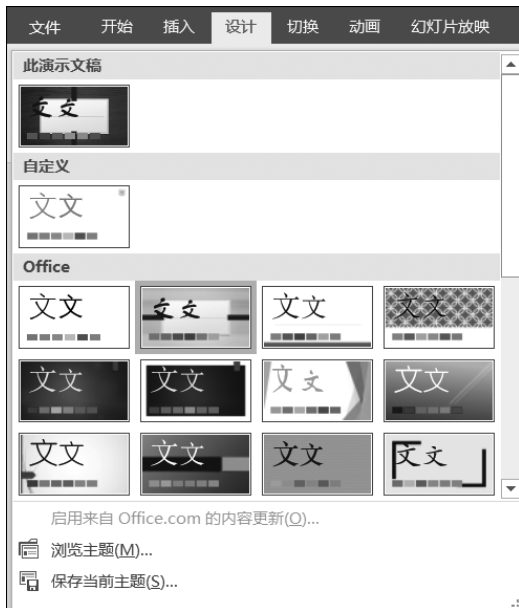 文件 开始 插入 设计 切换 动画 幻灯片放映
此演示文稿
文文
自定义
文文
Office
文文 文文 文文 文文
文文 文文 文文 文文
文文 文文 文文 文文
启用来自 Office.com 的内容更新(O)...
浏览主题(M)...
保存当前主题(S)...